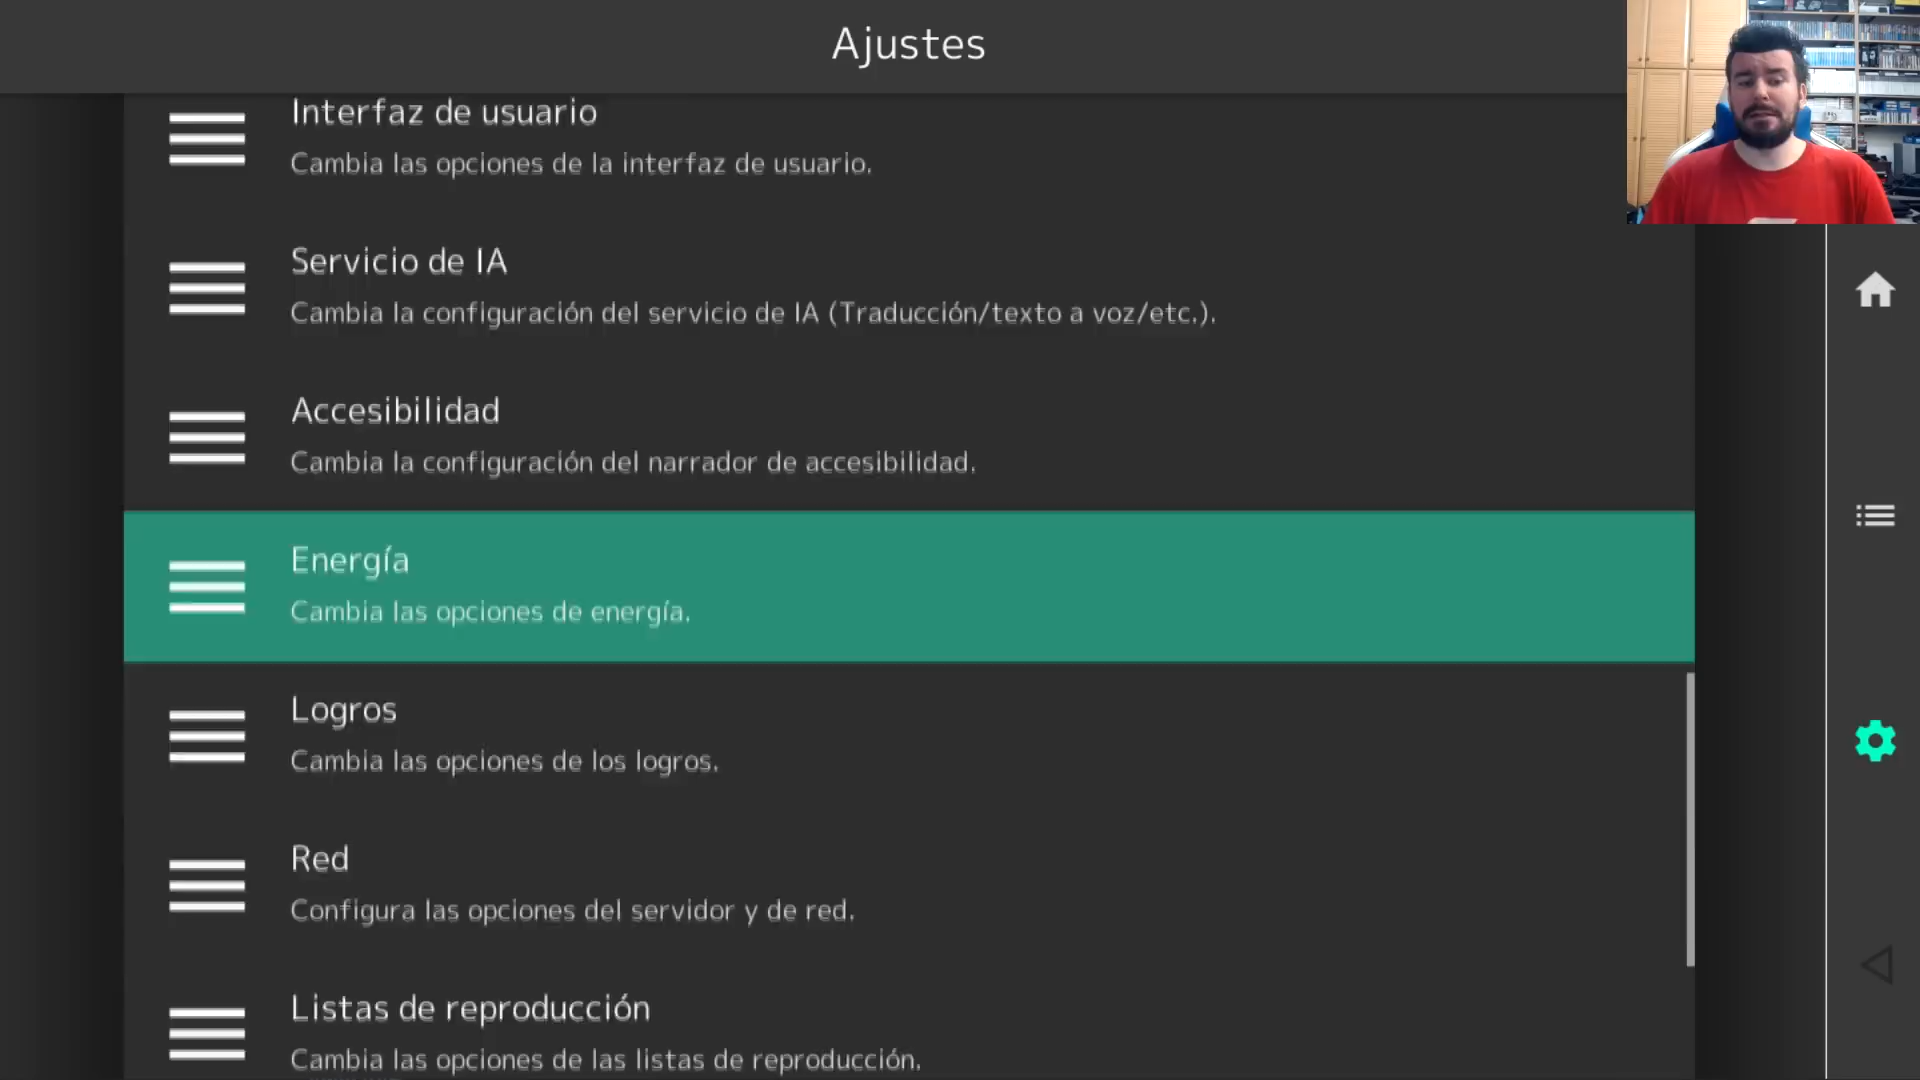 Ajustes
Interfaz de usuario
Cambia las opciones de la interfaz de usuario.
Servicio de IA
Cambia la configuración del servicio de IA (Traducción/texto a voz/etc.).
Accesibilidad
Cambia la configuración del narrador de accesibilidad.
Energía
Cambia las opciones de energía.
Logros
Cambia las opciones de los logros.
Red
Configura las opciones del servidor y de red.
Listas de reproducción
Cambia las opciones de las listas de reproducción.